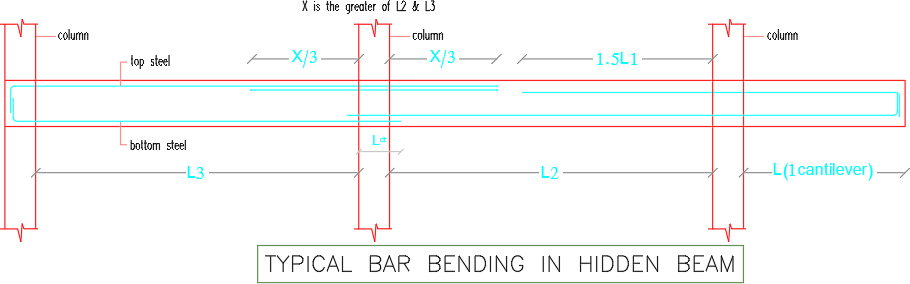 X is the greater of L2 & L3
column
column
column
X/3
X/3
1.5L1
top steel
bottom steel
L3
L2
L(1cantilever)
TYPICAL BAR BENDING IN HIDDEN BEAM